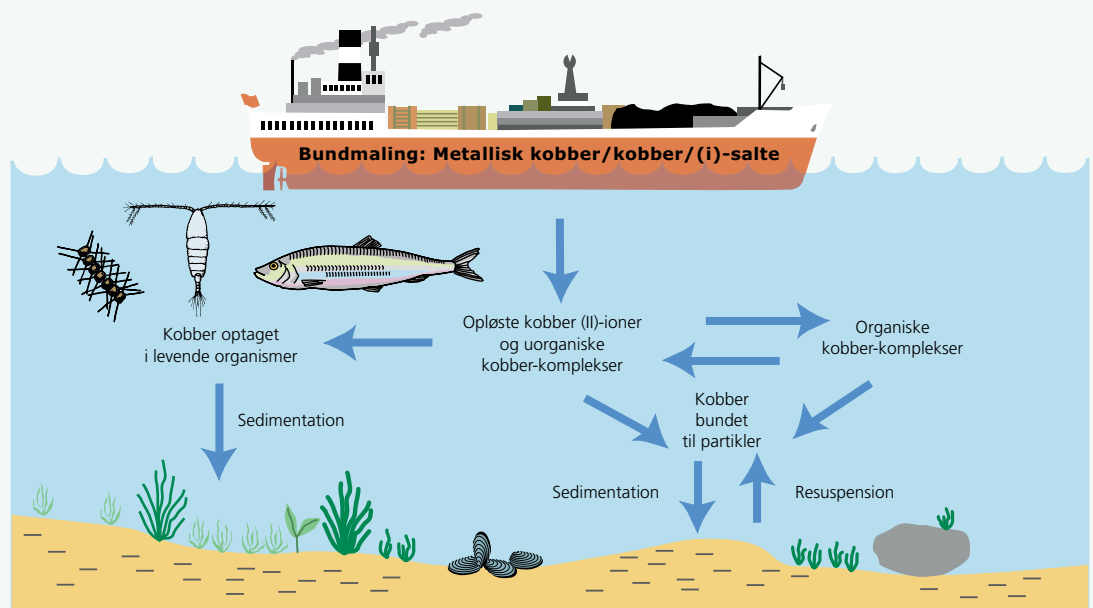 Bundmaling: Metallisk kobber/kobber/(i)-salte
Kobber optaget
i levende organismer
Opløste kobber (II)-ioner
og uorganiske
kobber-komplekser
Organiske
kobber-komplekser
Kobber
bundet
til partikler
Sedimentation
Sedimentation
Resuspension